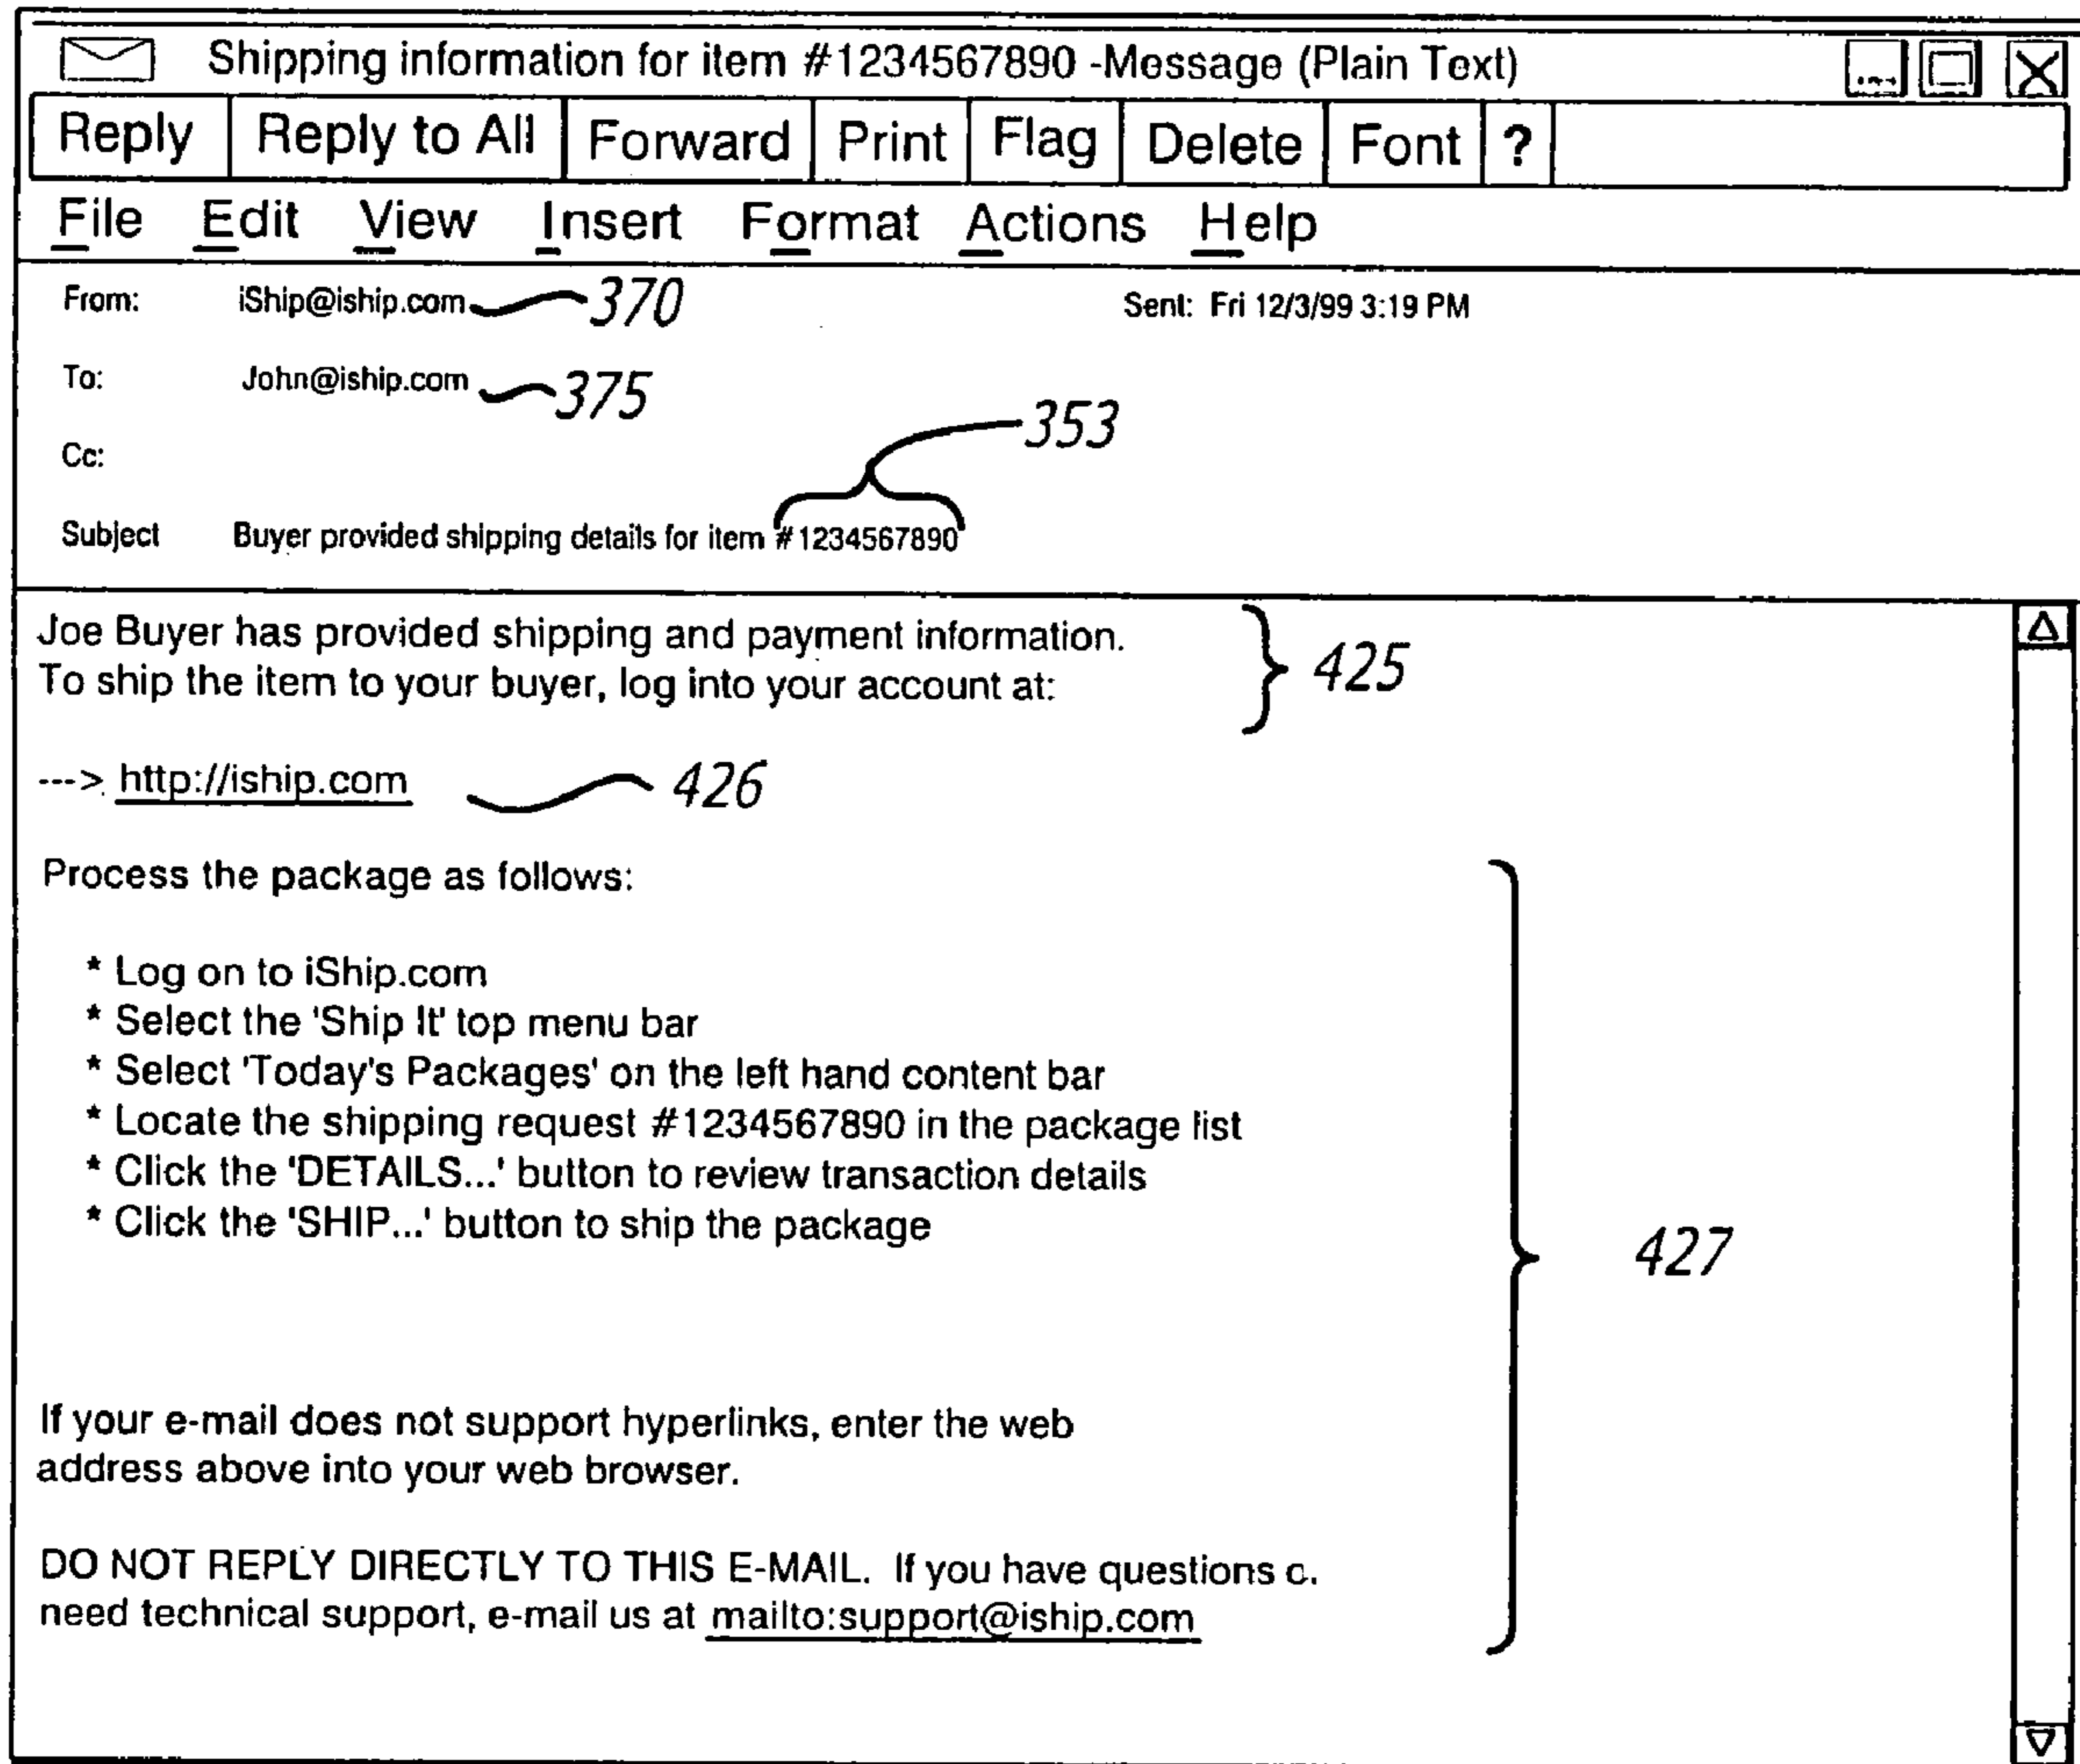 Shipping information for item #1234567890 -Message (Plain Text)
Reply Reply to All Forward Print Flag Delete Font ?
File Edit View Insert Format Actions Help
From: iShip@iship.com 370 Sent: Fri 12/3/99 3:19 PM
To: John@iship.com 375
353
Cc:
Subject Buyer provided shipping details for item #1234567890
Joe Buyer has provided shipping and payment information.
To ship the item to your buyer, log into your account at:
425
---> http://iship.com 426
Process the package as follows:
* Log on to iShip.com
* Select the 'Ship It' top menu bar
* Select 'Today's Packages' on the left hand content bar
* Locate the shipping request #1234567890 in the package list
* Click the 'DETAILS...' button to review transaction details
* Click the 'SHIP...' button to ship the package
427
If your e-mail does not support hyperlinks, enter the web
address above into your web browser.
DO NOT REPLY DIRECTLY TO THIS E-MAIL. If you have questions
need technical support, e-mail us at mailto:support@iship.com